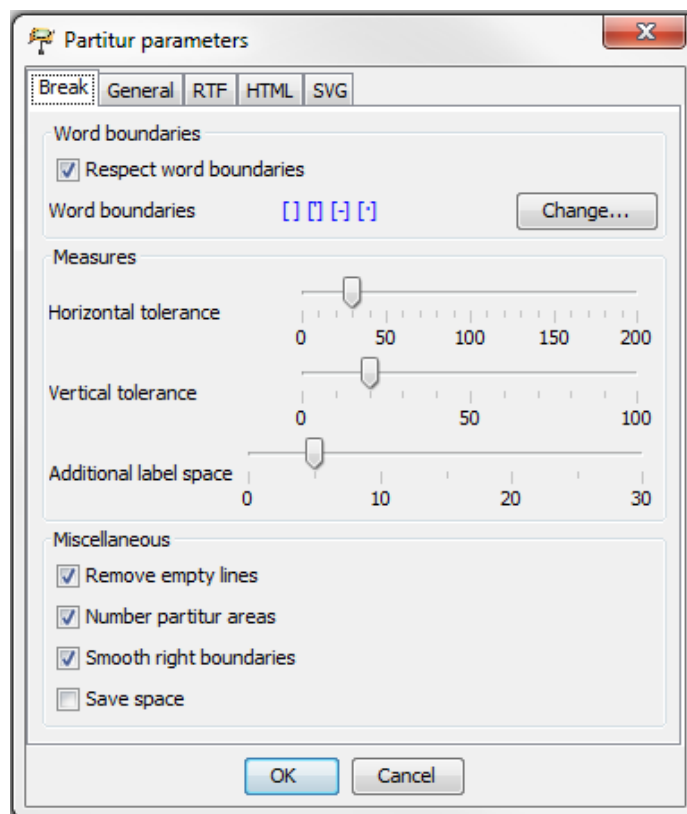 Partitur parameters
Break General RTF HTML SVG
Word boundaries
Respect word boundaries
Word boundaries [ ] ['] [-] [·] Change...
Measures
Horizontal tolerance
0 50 100 150 200
Vertical tolerance
0 50 100
Additional label space
0 10 20 30
Miscellaneous
Remove empty lines
Number partitur areas
Smooth right boundaries
Save space
OK Cancel